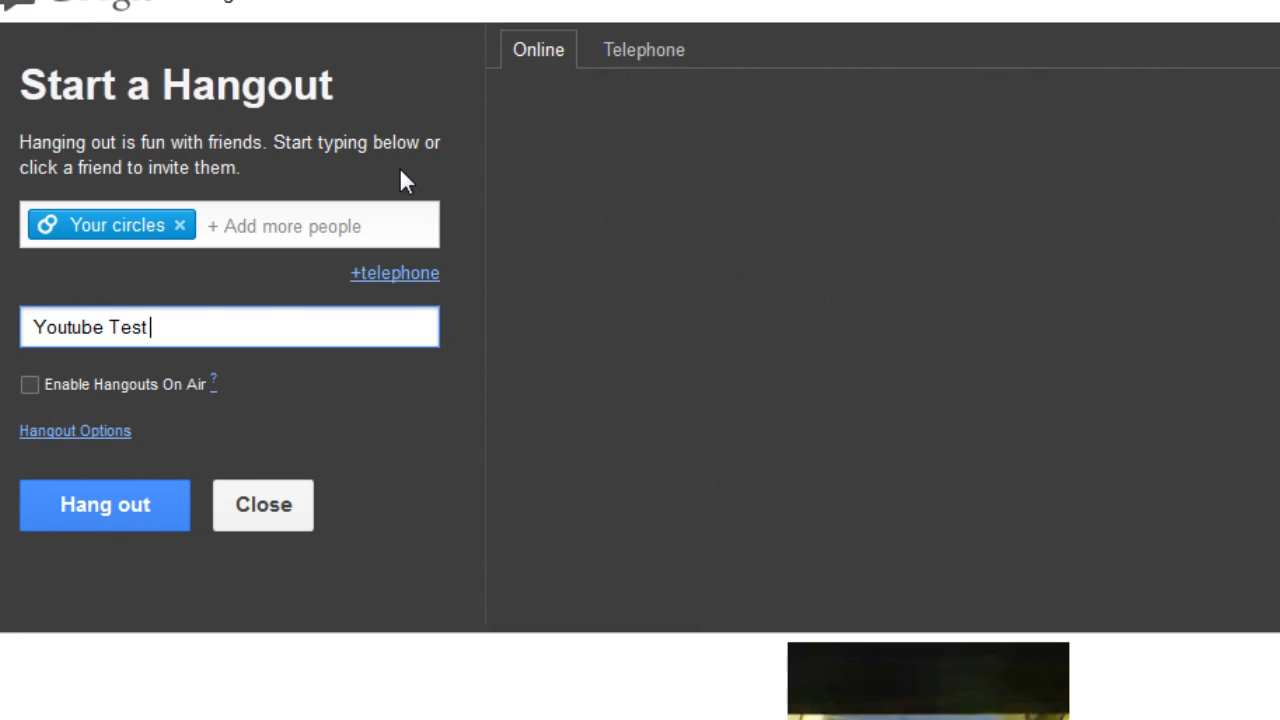 Online
Telephone
Start a Hangout
Hanging out is fun with friends. Start typing below or
click a friend to invite them.
Your circles × + Add more people
+telephone
Youtube Test
Enable Hangouts On Air ?
Hangout Options
Hang out
Close